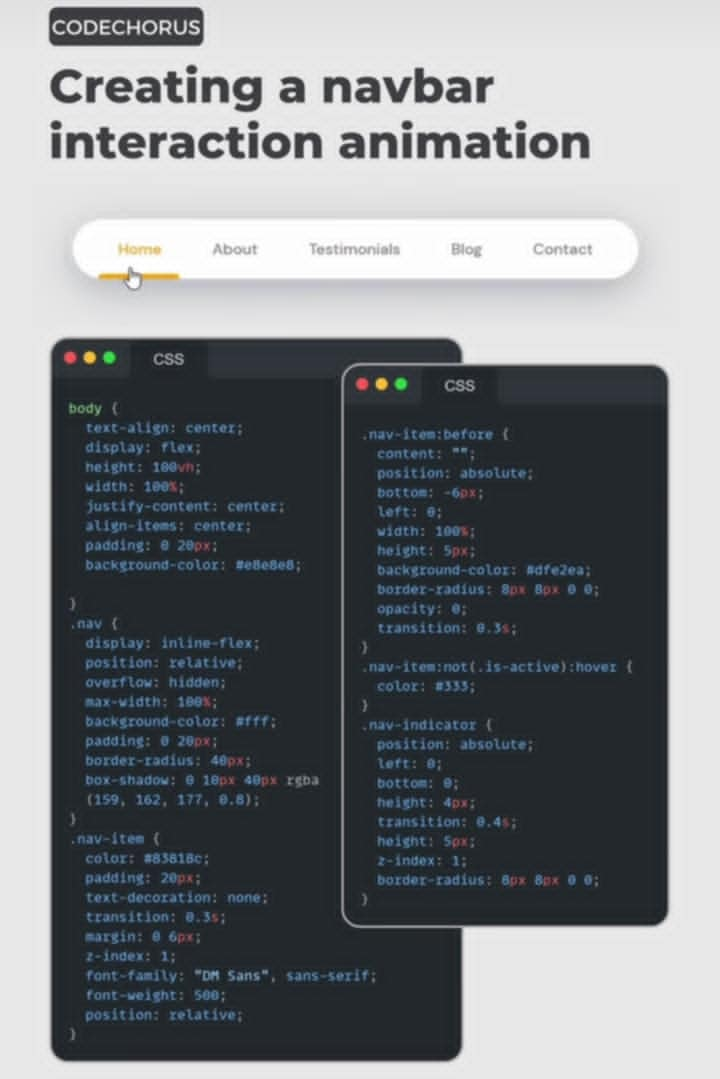 CODECHORUS
Creating a navbar
interaction animation
Home About Testimonials Blog Contact
CSS
body {
text-align: center;
display: flex;
height: 100vh;
width: 100%;
justify-content: center;
align-items: center;
padding: 0 20px;
background-color: #e8e8e8;
}
.nav {
display: inline-flex;
position: relative;
overflow: hidden;
max-width: 100%;
background-color: #fff;
padding: 0 20px;
border-radius: 40px;
box-shadow: 0 10px 40px rgba
(159, 162, 177, 0.8);
}
.nav-item {
color: #83818c;
padding: 20px;
text-decoration: none;
transition: 0.3s;
margin: 0 6px;
z-index: 1;
font-family: "DM Sans", sans-serif;
font-weight: 500;
position: relative;
}
CSS
.nav-item:before {
content: "";
position: absolute;
bottom: -6px;
left: 0;
width: 100%;
height: 5px;
background-color: #dfe2ea;
border-radius: 8px 8px 0 0;
opacity: 0;
transition: 0.3s;
}
.nav-item:not(.is-active):hover {
color: #333;
}
.nav-indicator {
position: absolute;
left: 0;
bottom: 0;
height: 4px;
transition: 0.4s;
height: 5px;
z-index: 1;
border-radius: 8px 8px 0 0;
}